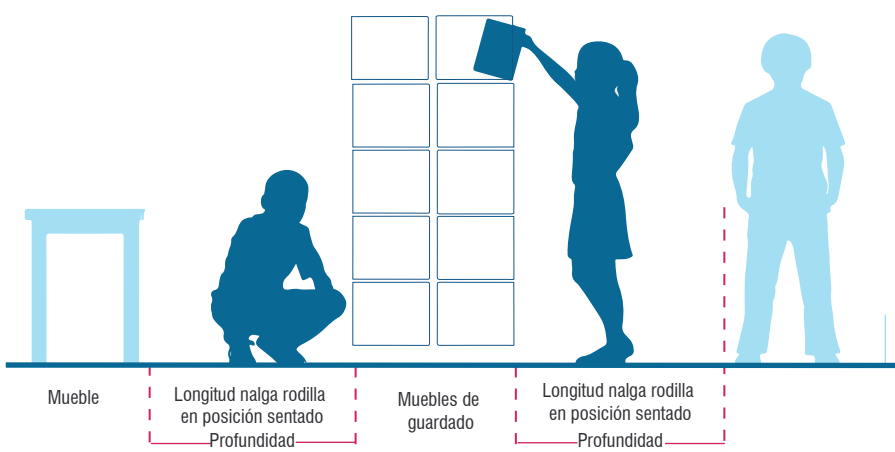 Mueble
Longitud nalga rodilla
en posición sentado
Profundidad
Muebles de
guardado
Longitud nalga rodilla
en posición sentado
Profundidad